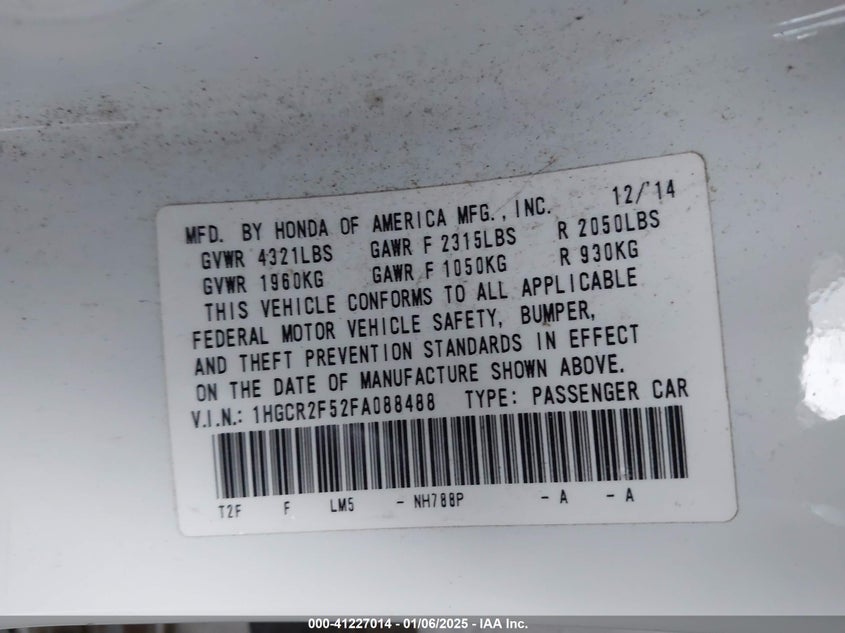 MFD. BY HONDA OF AMERICA MFG., INC. 12/'14
GVWR 4321LBS GAWR F 2315LBS R 2050LBS
GVWR 1960KG GAWR F 1050KG R 930KG
THIS VEHICLE CONFORMS TO ALL APPLICABLE
FEDERAL MOTOR VEHICLE SAFETY, BUMPER,
AND THEFT PREVENTION STANDARDS IN EFFECT
ON THE DATE OF MANUFACTURE SHOWN ABOVE.
V.I.N.: 1HGCR2F52FA088488 TYPE: PASSENGER CAR
T2F F LM5 - NH788P - A - A
000-41227014 - 01/06/2025 - IAA Inc.